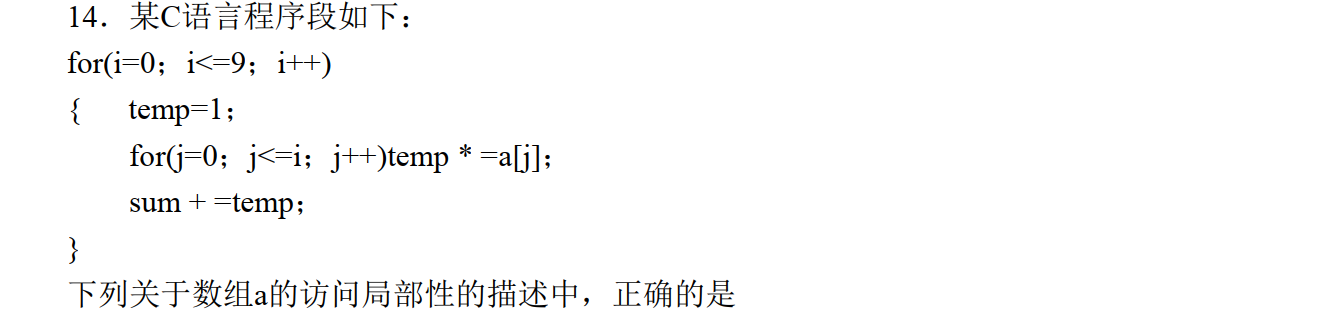 14．某C语言程序段如下：
for(i=0；i<=9；i++)
{ temp=1；
for(j=0；j<=i；j++)temp * =a[j]；
sum + =temp；
}
下列关于数组a的访问局部性的描述中，正确的是